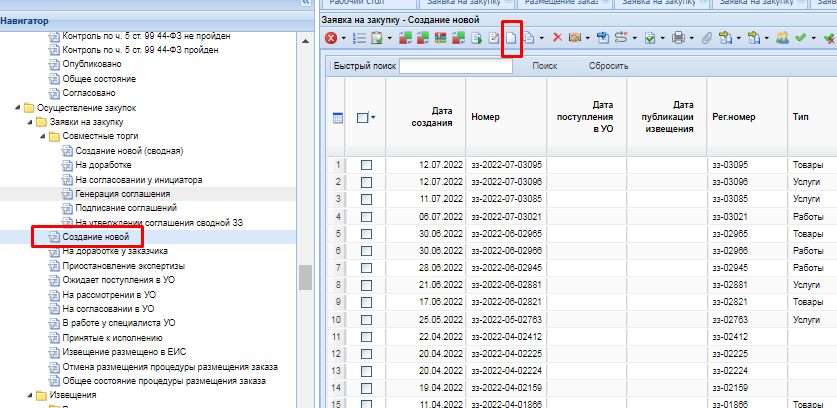 Рабочий стол
Заявка на закупку
Размещение заказ
Заявка на закупку
Заявка на закупку
Навигатор
Контроль по ч. 5 ст. 99 44-ФЗ не пройден
Контроль по ч. 5 ст. 99 44-ФЗ пройден
Опубликовано
Общее состояние
Согласовано
Осуществление закупок
Заявки на закупку
Совместные торги
Создание новой (сводная)
На доработке
На согласовании у инициатора
Генерация соглашения
Подписание соглашений
На утверждении соглашения сводной ЗЗ
Создание новой
На доработке у заказчика
Приостановление экспертизы
Ожидает поступления в УО
На рассмотрении в УО
На согласовании в УО
В работе у специалиста УО
Принятые к исполнению
Извещение размещено в ЕИС
Отмена размещения процедуры размещения заказа
Общее состояние процедуры размещения заказа
Извещения
Заявка на закупку - Создание новой
Быстрый поиск Поиск Сбросить
Дата создания Номер Дата поступления в УО Дата публикации извещения Рег.номер Тип
1 12.07.2022 зз-2022-07-03095 зз-03095 Товары
2 12.07.2022 зз-2022-07-03096 зз-03096 Услуги
3 11.07.2022 зз-2022-07-03085 зз-03085 Услуги
4 06.07.2022 зз-2022-07-03021 зз-03021 Работы
5 30.06.2022 зз-2022-06-02965 зз-02965 Товары
6 30.06.2022 зз-2022-06-02966 зз-02966 Работы
7 28.06.2022 зз-2022-06-02945 зз-02945 Работы
8 21.06.2022 зз-2022-06-02881 зз-02881 Услуги
9 17.06.2022 зз-2022-06-02821 зз-02821 Товары
10 25.05.2022 зз-2022-05-02763 зз-02763 Услуги
11 22.04.2022 зз-2022-04-02412 зз-02412
12 20.04.2022 зз-2022-04-02225 зз-02225
13 20.04.2022 зз-2022-04-02224 зз-02224
14 19.04.2022 зз-2022-04-02159 зз-02159
15 11.04.2022 зз-2022-04-01866 зз-01866 Товары